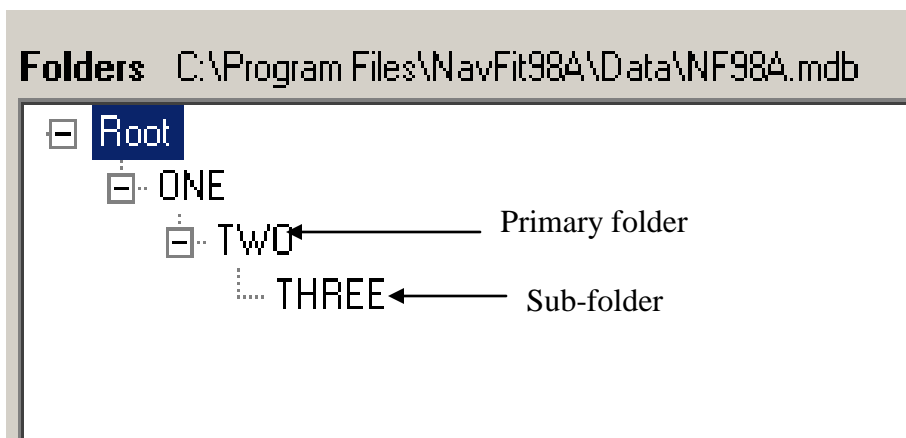 Folders C:\Program Files\NavFit98A\Data\NF98A.mdb
Root
ONE
TWO
Primary folder
THREE
Sub-folder